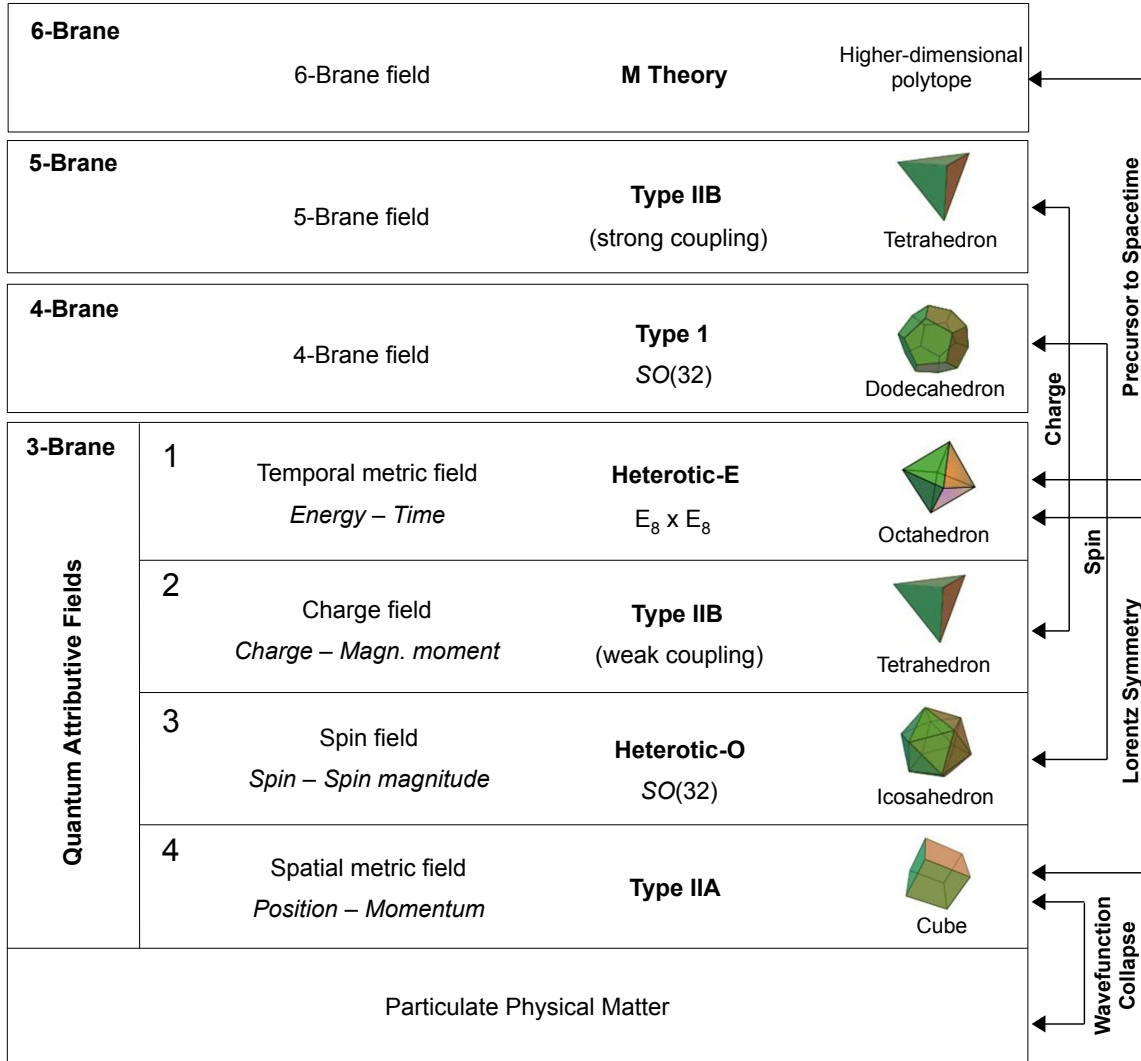 6-Brane
6-Brane field
M Theory
Higher-dimensional
polytope
5-Brane
5-Brane field
Type IIB
(strong coupling)
Tetrahedron
4-Brane
4-Brane field
Type 1
SO(32)
Dodecahedron
3-Brane
Quantum Attributive Fields
1
Temporal metric field
Energy – Time
Heterotic-E
E₈ x E₈
Octahedron
2
Charge field
Charge – Magn. moment
Type IIB
(weak coupling)
Tetrahedron
3
Spin field
Spin – Spin magnitude
Heterotic-O
SO(32)
Icosahedron
4
Spatial metric field
Position – Momentum
Type IIA
Cube
Particulate Physical Matter
Charge
Spin
Precursor to Spacetime
Lorentz Symmetry
Wavefunction
Collapse